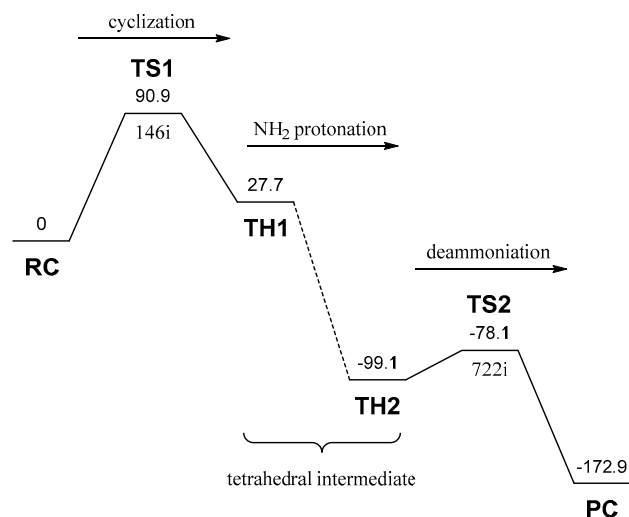 cyclization
TS1
90.9
146i
NH2 protonation
27.7
TH1
0
RC
deammoniation
TS2
-78.1
722i
-99.1
TH2
tetrahedral intermediate
-172.9
PC